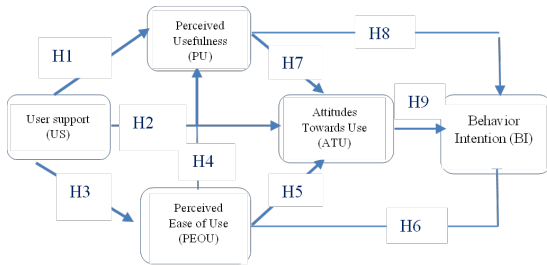 Perceived
Usefulness
(PU)
H8
H1
H7
User support
(US)
H2
Attitudes
Towards Use
(ATU)
H9
Behavior
Intention (BI)
H4
H3
H5
Perceived
Ease of Use
(PEOU)
H6